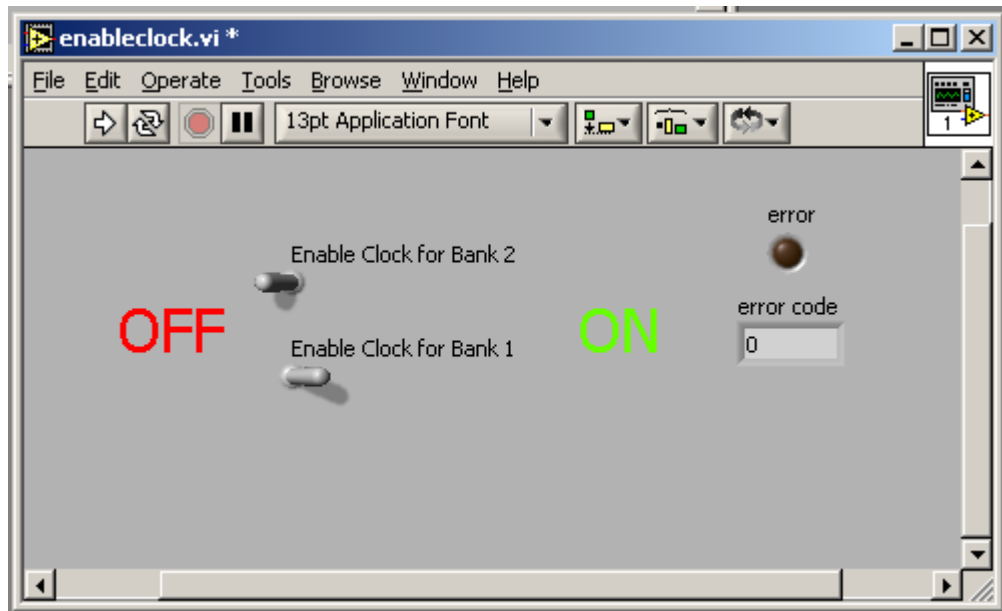 enableclock.vi *
File Edit Operate Tools Browse Window Help
13pt Application Font
1
error
Enable Clock for Bank 2
OFF
ON
error code
0
Enable Clock for Bank 1